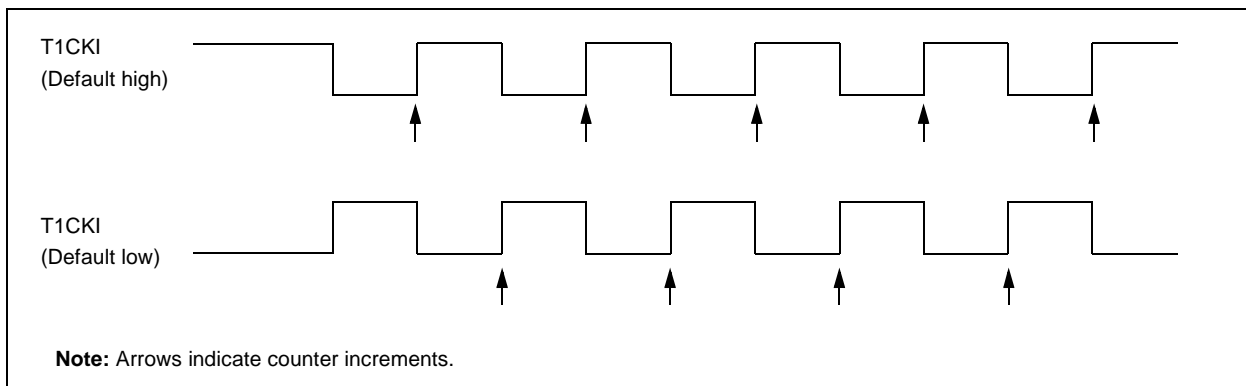 T1CKI
(Default high)
T1CKI
(Default low)
Note: Arrows indicate counter increments.